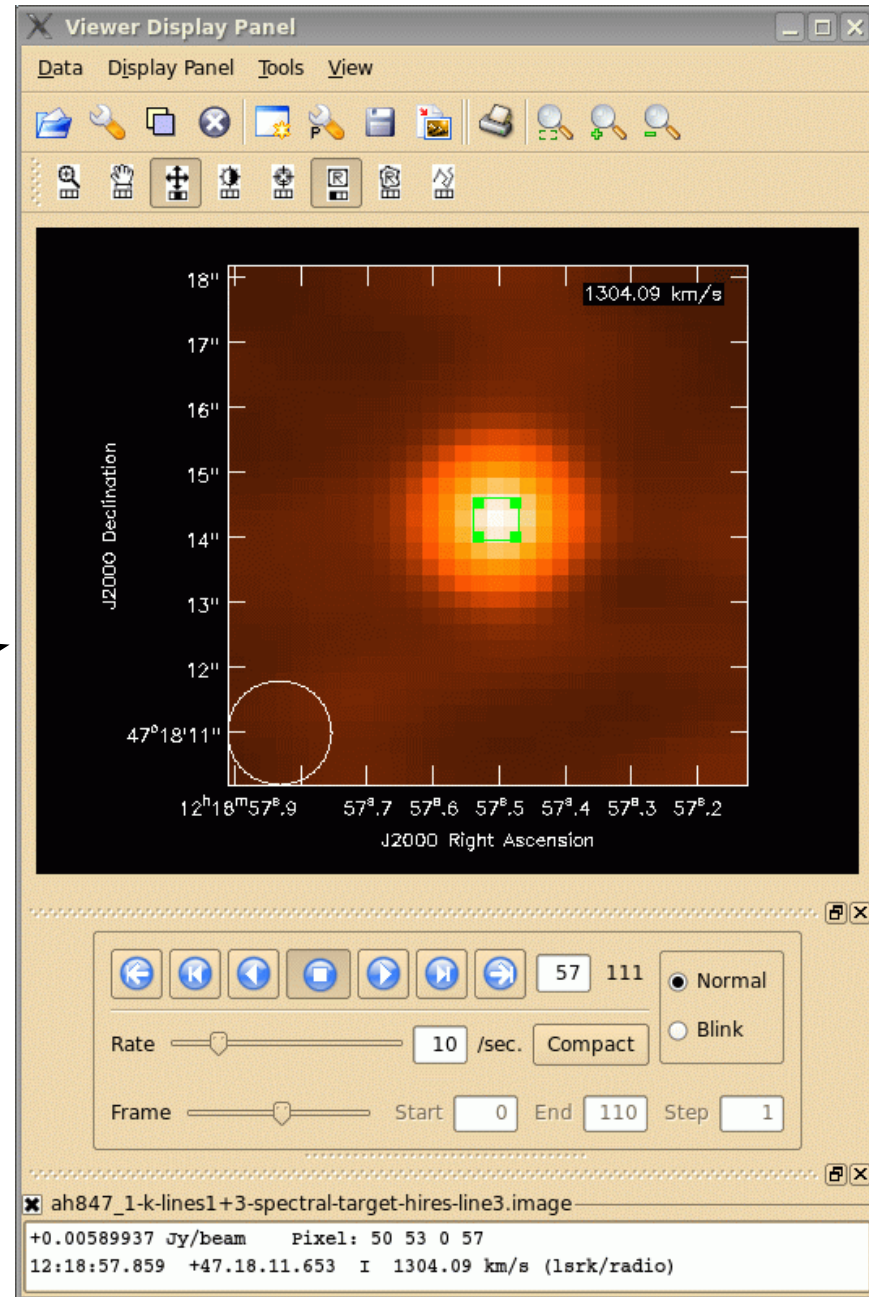 Viewer Display Panel
Data Display Panel Tools View
P
R
R
1304.09 km/s
18"
17"
16"
15"
14"
13"
12"
47°18'11"
J2000 Declination
12ʰ18ᵐ57ˢ.9 57ˢ.7 57ˢ.6 57ˢ.5 57ˢ.4 57ˢ.3 57ˢ.2
J2000 Right Ascension
57 111
Normal
Blink
Rate 10 /sec. Compact
Frame Start 0 End 110 Step 1
ah847_1-k-lines1+3-spectral-target-hires-line3.image
+0.00589937 Jy/beam Pixel: 50 53 0 57
12:18:57.859 +47.18.11.653 I 1304.09 km/s (lsrk/radio)